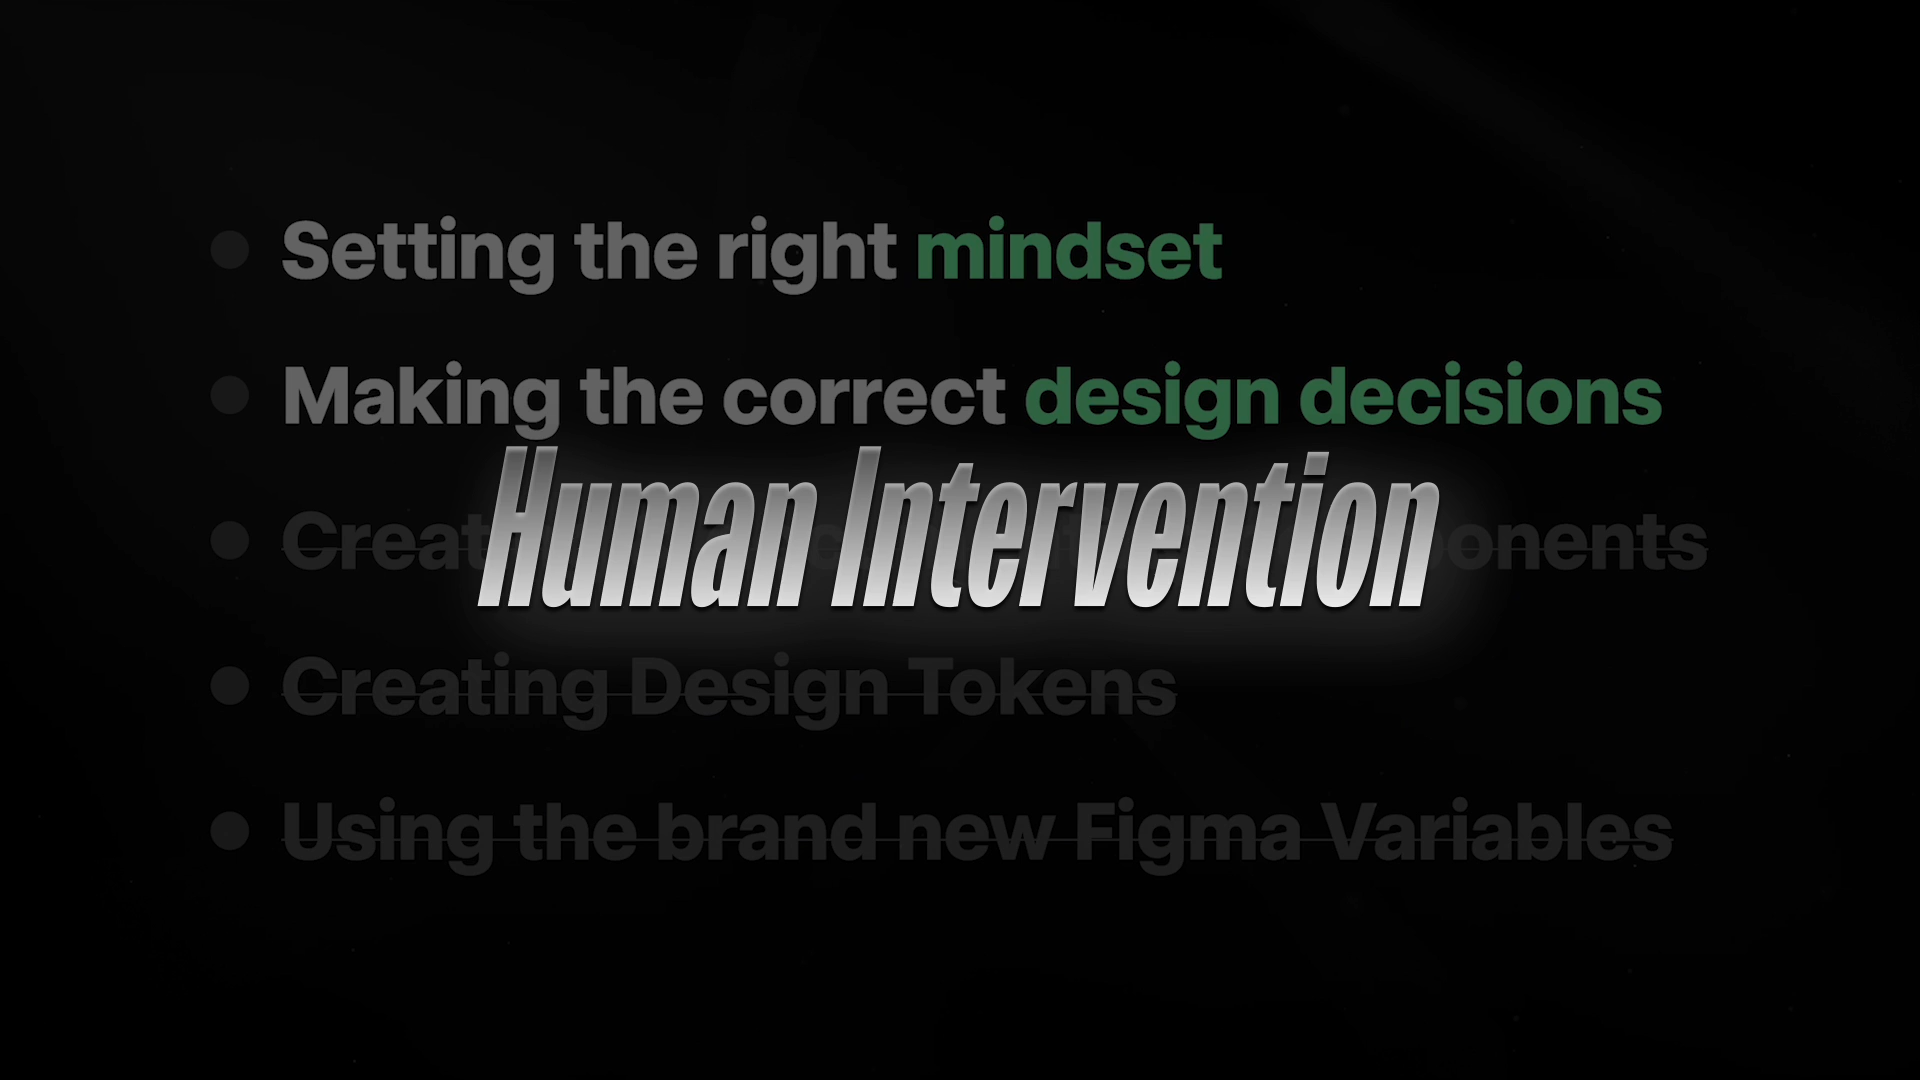 Setting the right mindset
Making the correct design decisions
Human Intervention
Creating Design Tokens
Using the brand new Figma Variables